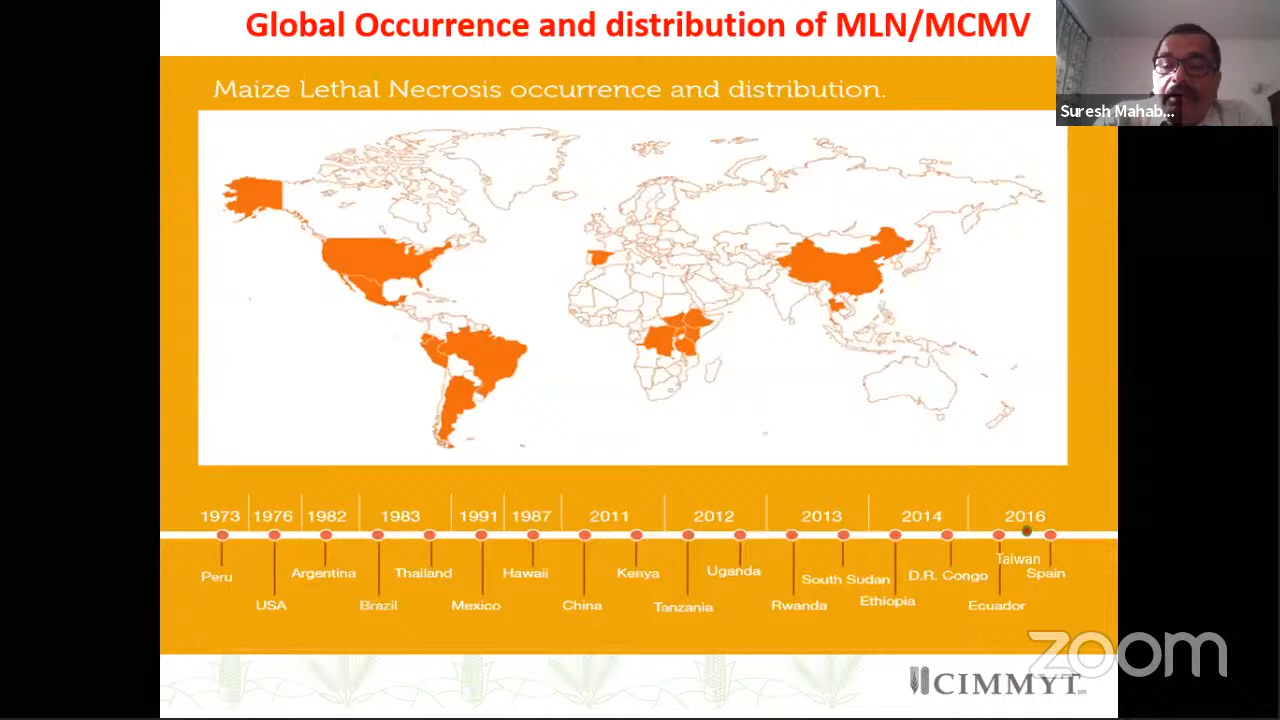 Global Occurrence and distribution of MLN/MCMV
Suresh Mahab...
Maize Lethal Necrosis occurrence and distribution.
1973 1976 1982 1983 1991 1987 2011 2012 2013 2014 2016
Peru
USA
Argentina
Brazil
Thailand
Mexico
Hawaii
China
Kenya
Tanzania
Uganda
Rwanda
South Sudan
Ethiopia
D.R. Congo
Ecuador
Taiwan
Spain
zoom
CIMMYT